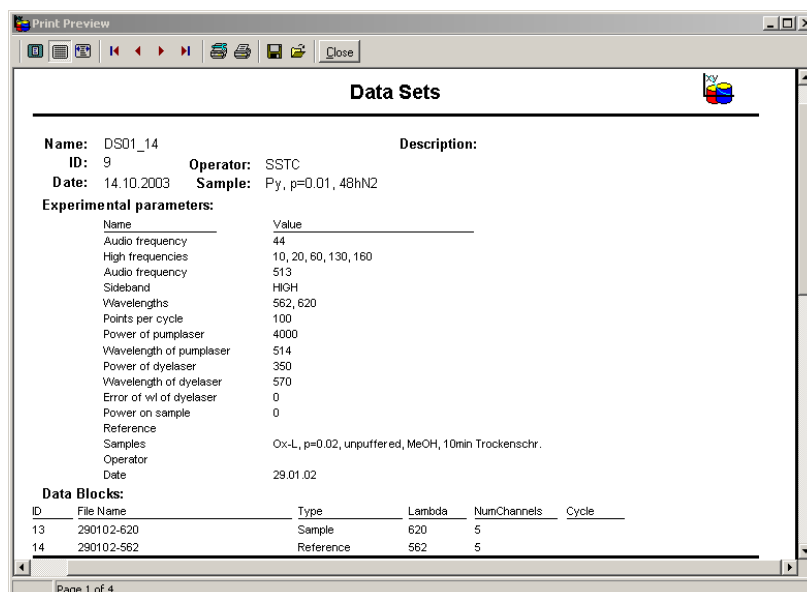 Print Preview
Close
Data Sets
xy
Name: DS01_14 Description:
ID: 9 Operator: SSTC
Date: 14.10.2003 Sample: Py, p=0.01, 48hN2
Experimental parameters:
Name Value
Audio frequency 44
High frequencies 10, 20, 60, 130, 160
Audio frequency 513
Sideband HIGH
Wavelengths 562, 620
Points per cycle 100
Power of pumplaser 4000
Wavelength of pumplaser 514
Power of dyelaser 350
Wavelength of dyelaser 570
Error of wl of dyelaser 0
Power on sample 0
Reference
Samples Ox-L, p=0.02, unpuffered, MeOH, 10min Trockenschr.
Operator
Date 29.01.02
Data Blocks:
ID File Name Type Lambda NumChannels Cycle
13 290102-620 Sample 620 5
14 290102-562 Reference 562 5
Page 1 of 4